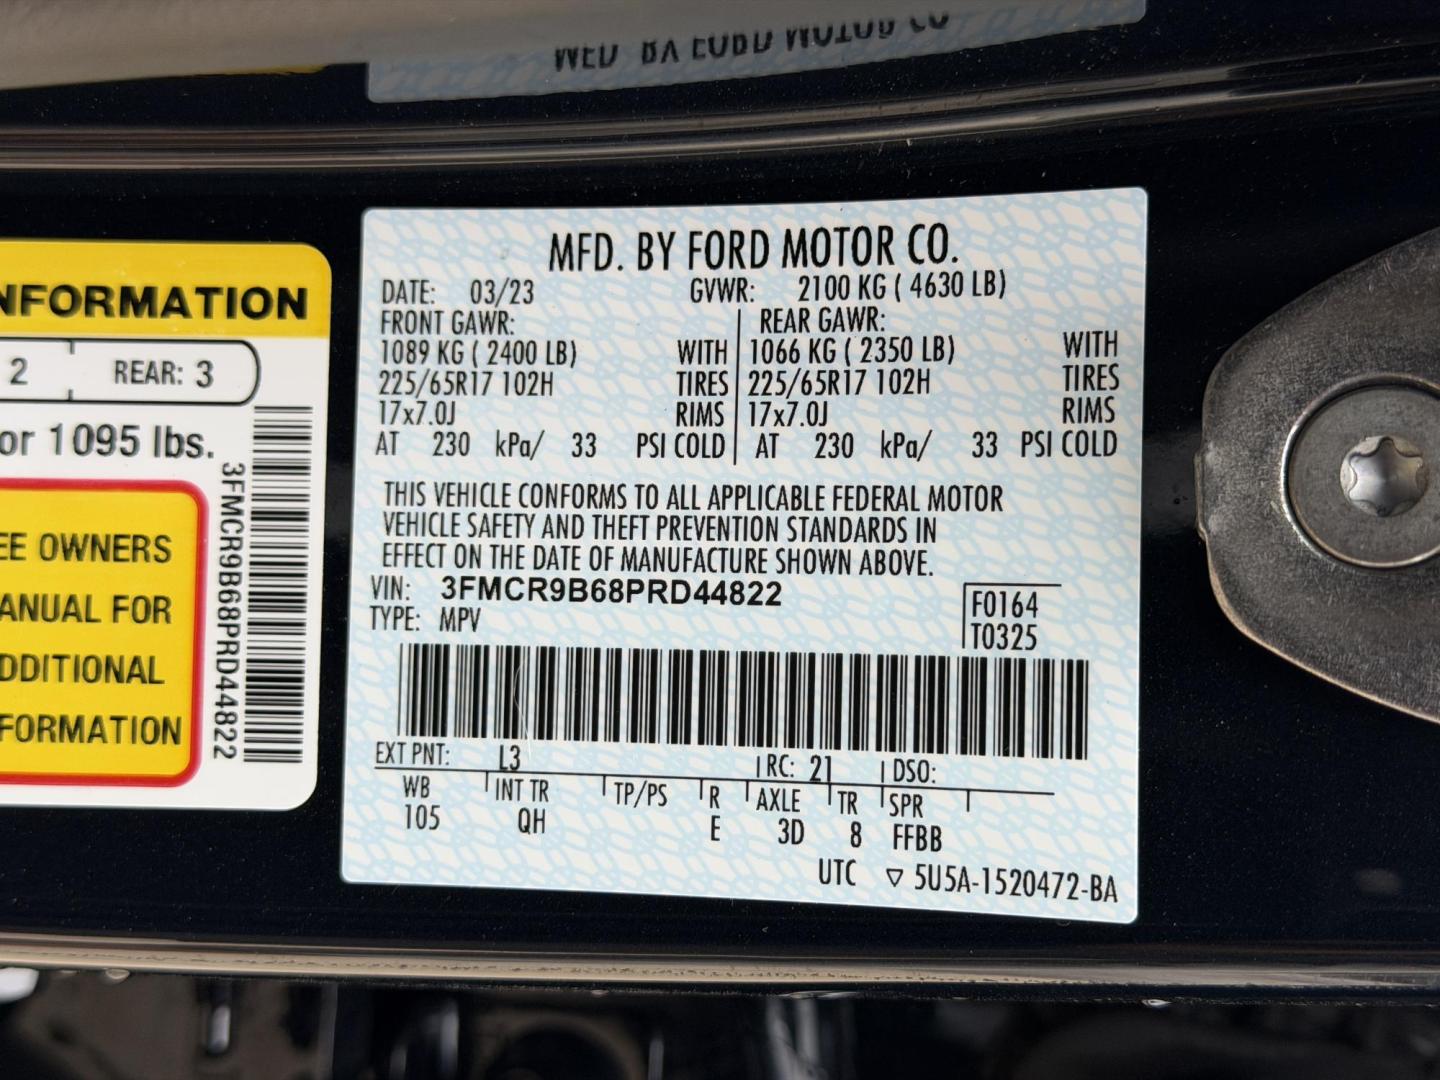 MFD. BY FORD MOTOR CO.
DATE: 03/23 GVWR: 2100 KG ( 4630 LB)
FRONT GAWR: REAR GAWR:
1089 KG ( 2400 LB) WITH 1066 KG ( 2350 LB) WITH
225/65R17 102H TIRES 225/65R17 102H TIRES
17x7.0J RIMS 17x7.0J RIMS
AT 230 kPa/ 33 PSI COLD AT 230 kPa/ 33 PSI COLD
THIS VEHICLE CONFORMS TO ALL APPLICABLE FEDERAL MOTOR
VEHICLE SAFETY AND THEFT PREVENTION STANDARDS IN
EFFECT ON THE DATE OF MANUFACTURE SHOWN ABOVE.
VIN: 3FMCR9B68PRD44822
TYPE: MPV
F0164
T0325
EXT PNT: L3 RC: 21 DSO:
WB INT TR TP/PS R AXLE TR SPR
105 QH E 3D 8 FFBB
UTC ▽ 5U5A-1520472-BA
NFORMATION
2 REAR: 3
or 1095 lbs.
EE OWNERS
ANUAL FOR
DDITIONAL
FORMATION
3FMCR9B68PRD44822